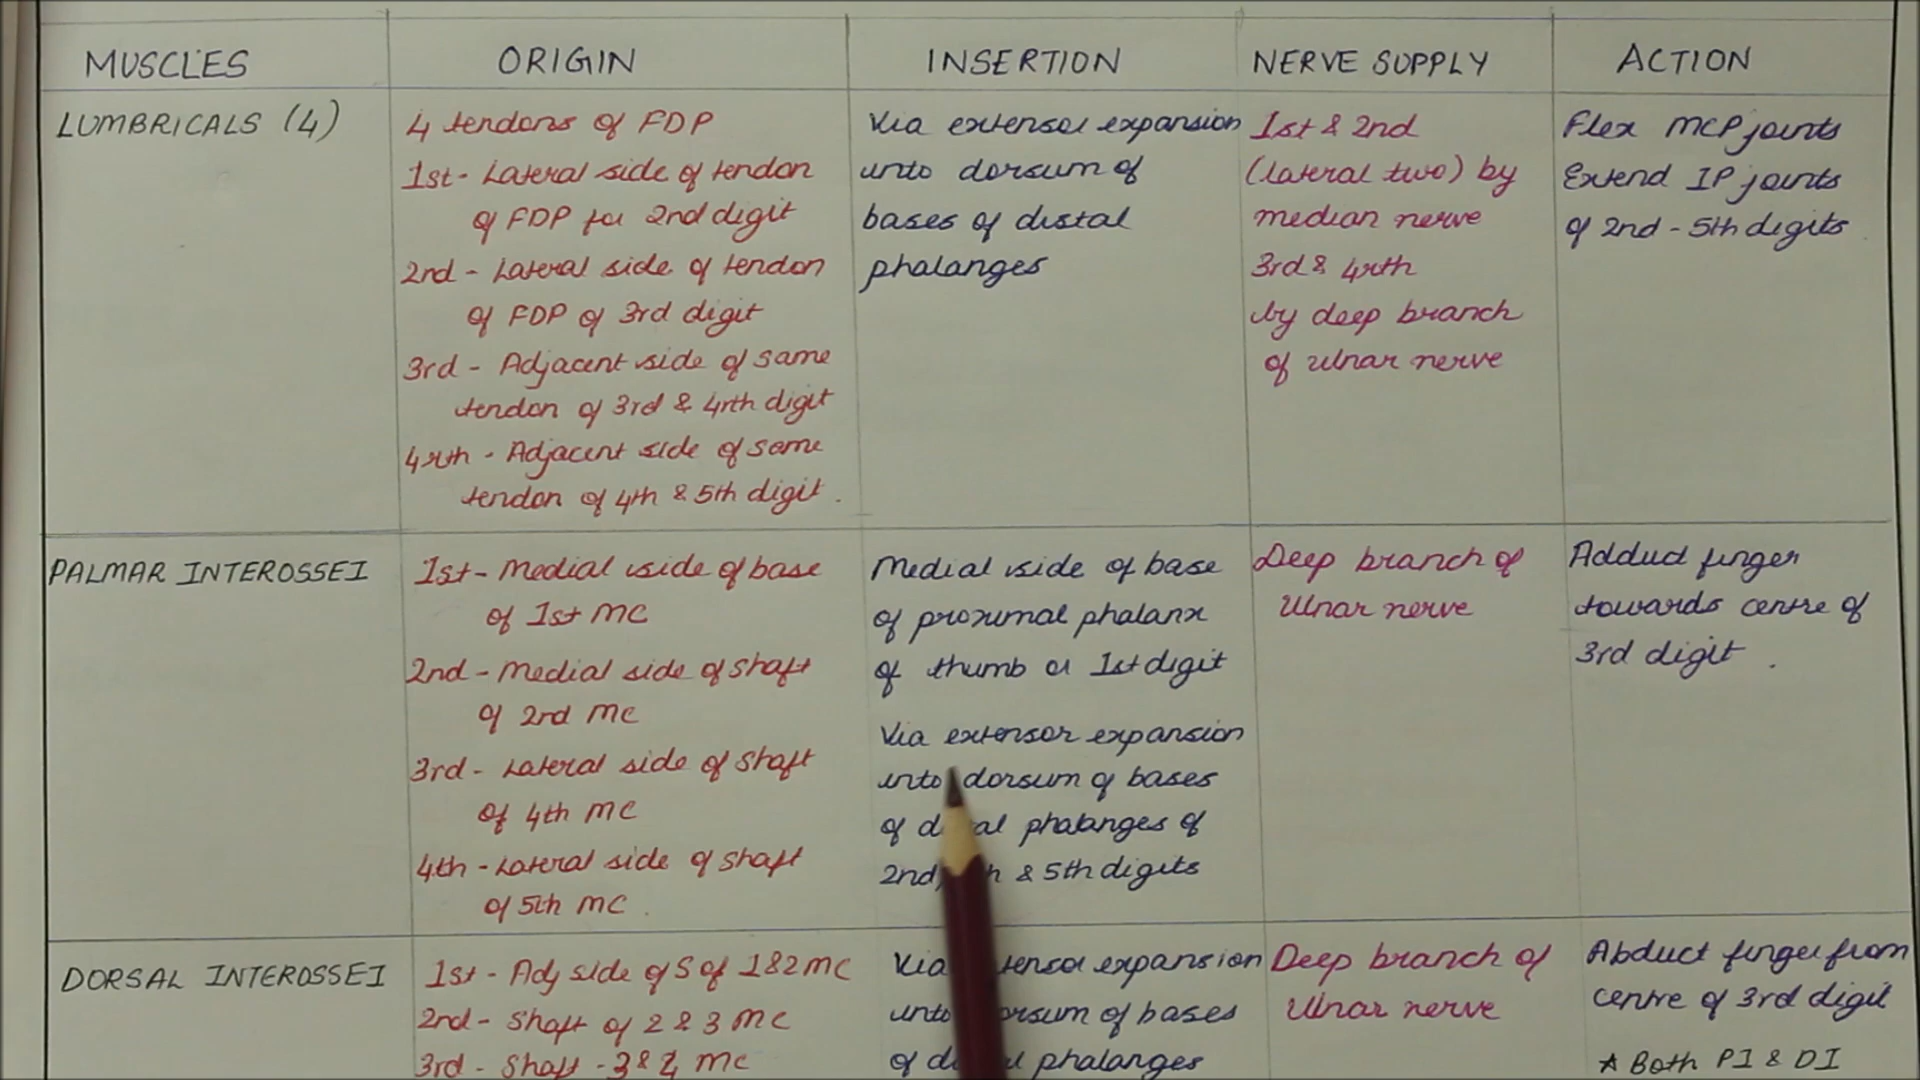 MUSCLES
ORIGIN
INSERTION
NERVE SUPPLY
ACTION
LUMBRICALS (4)
4 tendons of FDP
1st - Lateral side of tendon
of FDP for 2nd digit
2nd - Lateral side of tendon
of FDP of 3rd digit
3rd - Adjacent side of same
tendon of 3rd & 4rth digit
4rth - Adjacent side of same
tendon of 4th & 5th digit.
Via extensor expansion
into dorsum of
bases of distal
phalanges
1st & 2nd
(lateral two) by
median nerve
3rd & 4rth
by deep branch
of ulnar nerve
Flex MCP joints
Extend IP joints
of 2nd - 5th digits.
PALMAR INTEROSSEI
1st - Medial side of base
of 1st MC
2nd - Medial side of shaft
of 2nd MC
3rd - Lateral side of shaft
of 4th MC
4th - Lateral side of shaft
of 5th MC.
Medial side of base
of proximal phalanx
of thumb or 1st digit
Via extensor expansion
into dorsum of bases
of phalanges of
2nd, & 5th digits
Deep branch of
Ulnar nerve
Adduct finger
towards centre of
3rd digit.
DORSAL INTEROSSEI
1st - Adj side of S of 1&2 MC
2nd - Shaft of 2 & 3 MC
3rd - Shaft - 3 & 4 MC
Via expansion
into of bases
of phalanges
Deep branch of
Ulnar nerve
Abduct finger from
centre of 3rd digit
★ Both PI & DI